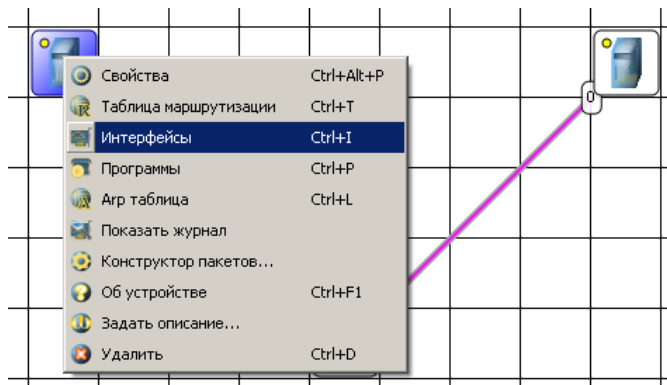 0
Свойства Ctrl+Alt+P
Таблица маршрутизации Ctrl+T
Интерфейсы Ctrl+I
Программы Ctrl+P
Arp таблица Ctrl+L
Показать журнал
Конструктор пакетов...
Об устройстве Ctrl+F1
Задать описание...
Удалить Ctrl+D